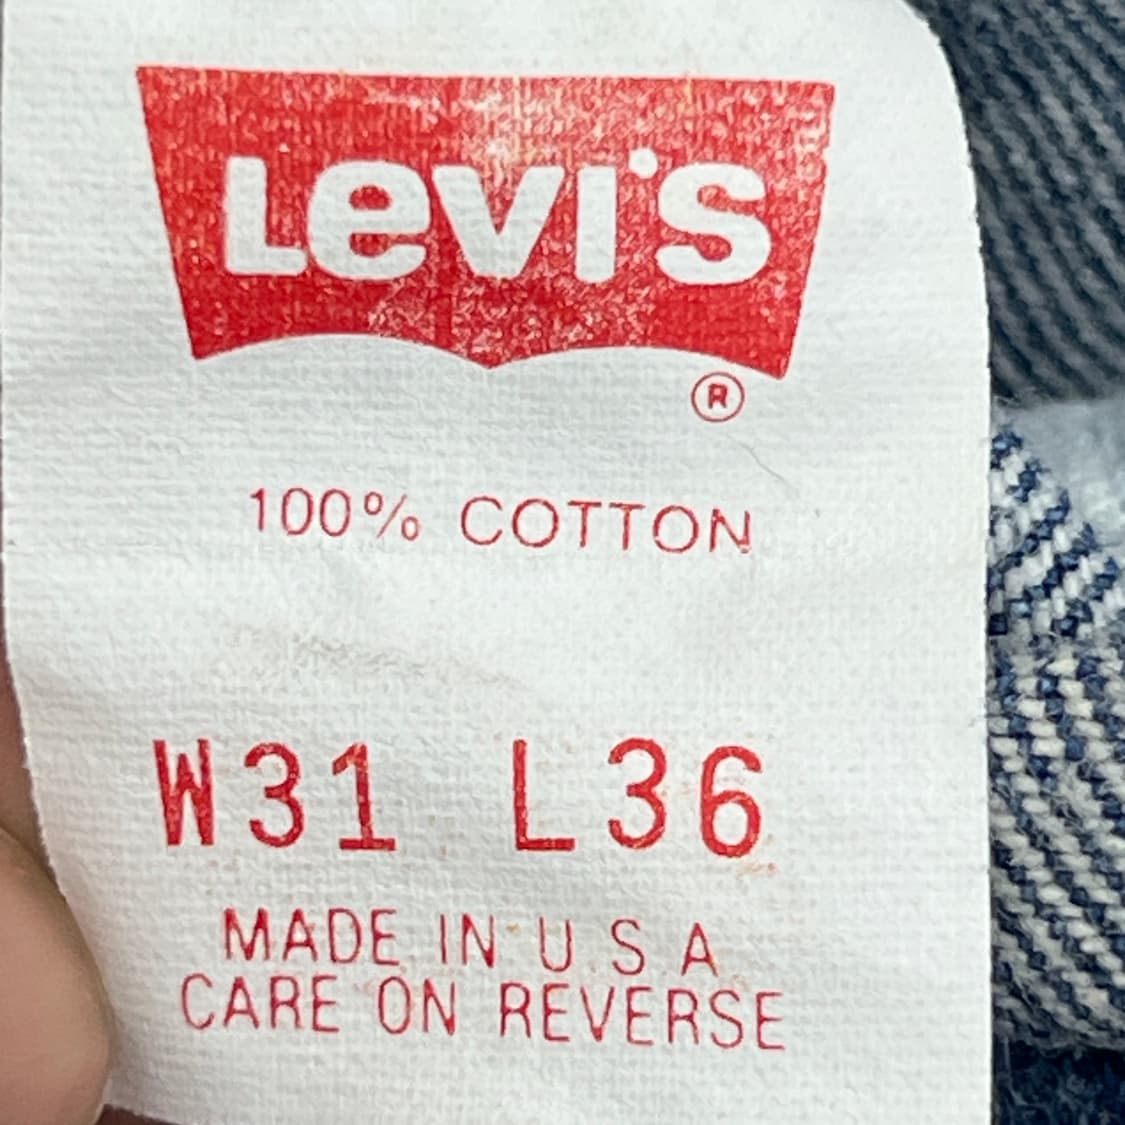 Levi's
®
100% COTTON
W31 L36
MADE IN U S A
CARE ON REVERSE